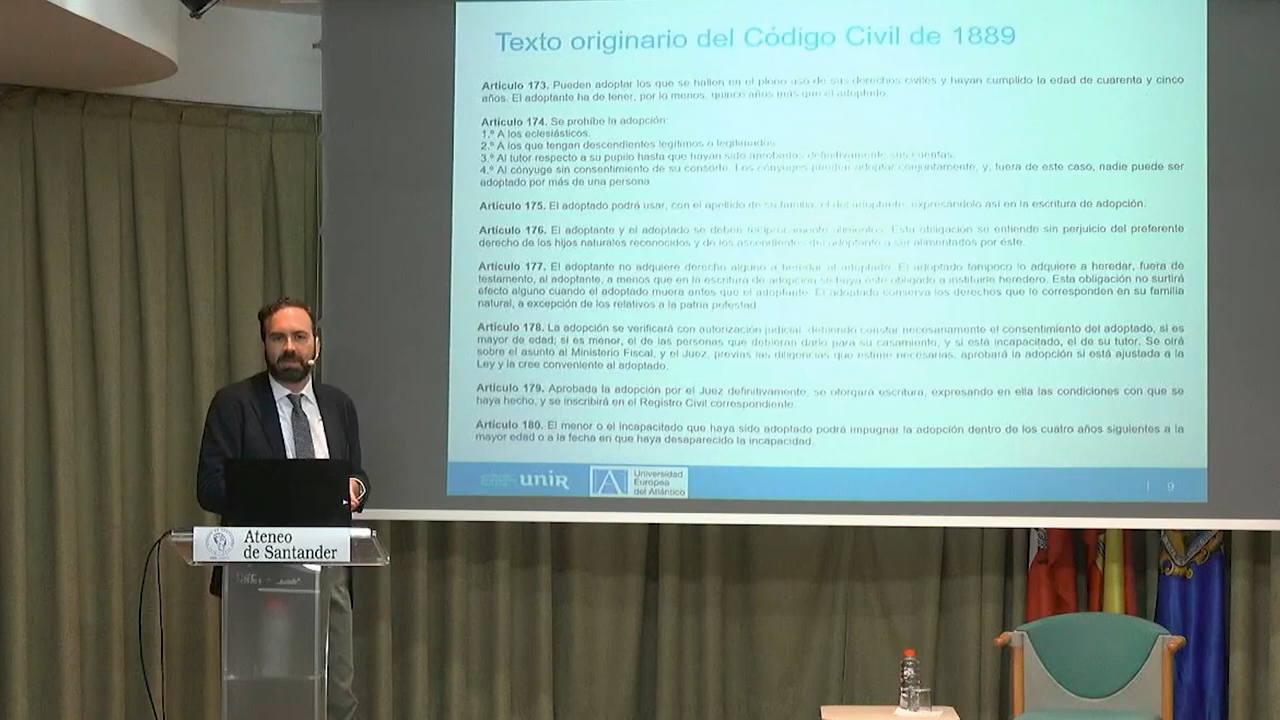 Texto originario del Código Civil de 1889
Artículo 173. Pueden adoptar los que se hallen en el pleno uso de sus derechos civiles y hayan cumplido la edad de cuarenta y cinco
años. El adoptante ha de tener, por lo menos, quince años más que el adoptado.
Artículo 174. Se prohíbe la adopción:
1.º A los eclesiásticos.
2.º A los que tengan descendientes legítimos o legitimados.
3.º Al tutor respecto a su pupilo hasta que hayan sido aprobadas definitivamente sus cuentas.
4.º Al cónyuge sin consentimiento de su consorte. Los cónyuges pueden adoptar conjuntamente, y, fuera de este caso, nadie puede ser
adoptado por más de una persona.
Artículo 175. El adoptado podrá usar, con el apellido de su familia, el del adoptante, expresándolo así en la escritura de adopción.
Artículo 176. El adoptante y el adoptado se deben recíprocamente alimentos. Esta obligación se entiende sin perjuicio del preferente
derecho de los hijos naturales reconocidos y de los ascendientes del adoptante a ser alimentados por éste.
Artículo 177. El adoptante no adquiere derecho alguno a heredar al adoptado. El adoptado tampoco lo adquiere a heredar, fuera de
testamento, al adoptante, a menos que en la escritura de adopción se haya éste obligado a instituirle heredero. Esta obligación no surtirá
efecto alguno cuando el adoptado muera antes que el adoptante. El adoptado conserva los derechos que le corresponden en su familia
natural, a excepción de los relativos a la patria potestad.
Artículo 178. La adopción se verificará con autorización judicial, debiendo constar necesariamente el consentimiento del adoptado, si es
mayor de edad; si es menor, el de las personas que debieran darlo para su casamiento, y si está incapacitado, el de su tutor. Se oirá
sobre el asunto al Ministerio Fiscal, y el Juez, previas las diligencias que estime necesarias, aprobará la adopción si está ajustada a la
Ley y la cree conveniente al adoptado.
Artículo 179. Aprobada la adopción por el Juez definitivamente, se otorgará escritura, expresando en ella las condiciones con que se
haya hecho, y se inscribirá en el Registro Civil correspondiente.
Artículo 180. El menor o el incapacitado que haya sido adoptado podrá impugnar la adopción dentro de los cuatro años siguientes a la
mayor edad o a la fecha en que haya desaparecido la incapacidad.
unir
Universidad
Europea
del Atlántico
9
Ateneo
de Santander